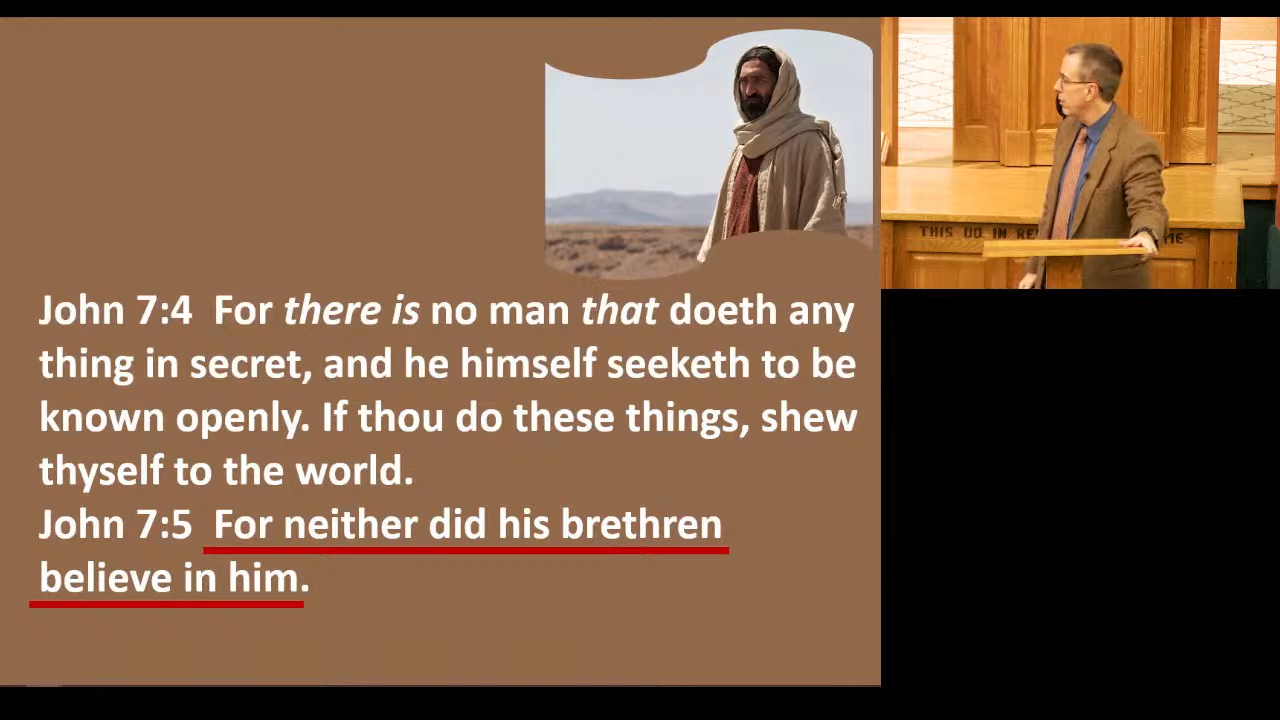 John 7:4  For there is no man that doeth any
thing in secret, and he himself seeketh to be
known openly. If thou do these things, shew
thyself to the world.
John 7:5  For neither did his brethren
believe in him.
THIS DO IN RE ME